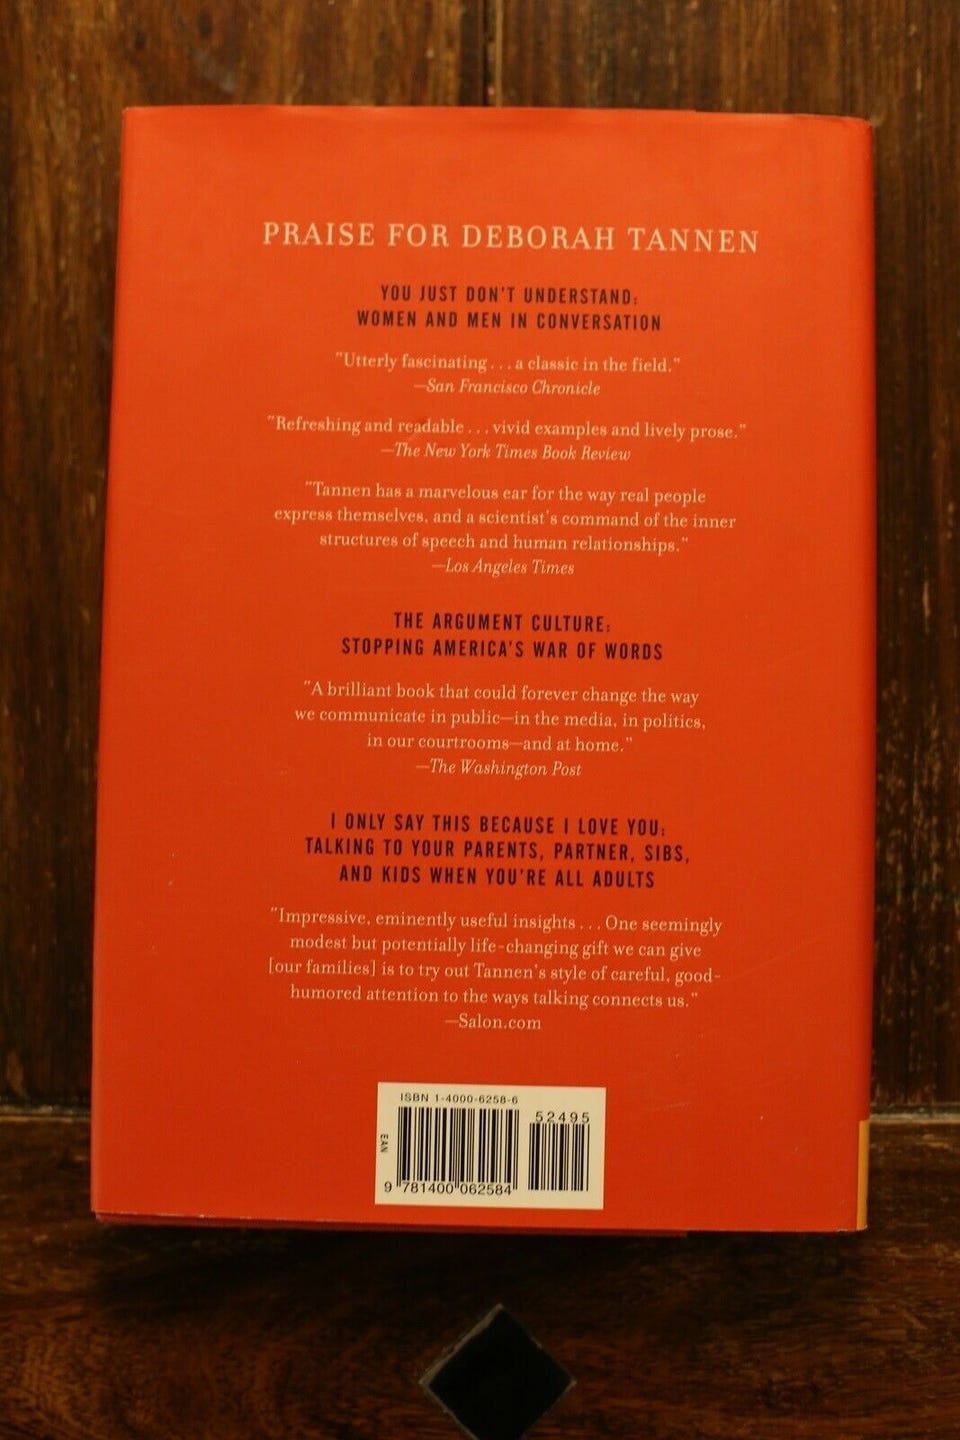 PRAISE FOR DEBORAH TANNEN
YOU JUST DON'T UNDERSTAND:
WOMEN AND MEN IN CONVERSATION
"Utterly fascinating . . . a classic in the field."
—San Francisco Chronicle
"Refreshing and readable . . . vivid examples and lively prose."
—The New York Times Book Review
"Tannen has a marvelous ear for the way real people
express themselves, and a scientist's command of the inner
structures of speech and human relationships."
—Los Angeles Times
THE ARGUMENT CULTURE:
STOPPING AMERICA'S WAR OF WORDS
"A brilliant book that could forever change the way
we communicate in public—in the media, in politics,
in our courtrooms—and at home."
—The Washington Post
I ONLY SAY THIS BECAUSE I LOVE YOU:
TALKING TO YOUR PARENTS, PARTNER, SIBS,
AND KIDS WHEN YOU'RE ALL ADULTS
"Impressive, eminently useful insights . . . One seemingly
modest but potentially life-changing gift we can give
[our families] is to try out Tannen's style of careful, good-
humored attention to the ways talking connects us."
—Salon.com
ISBN 1-4000-6258-6
52495
EAN
9 781400 062584